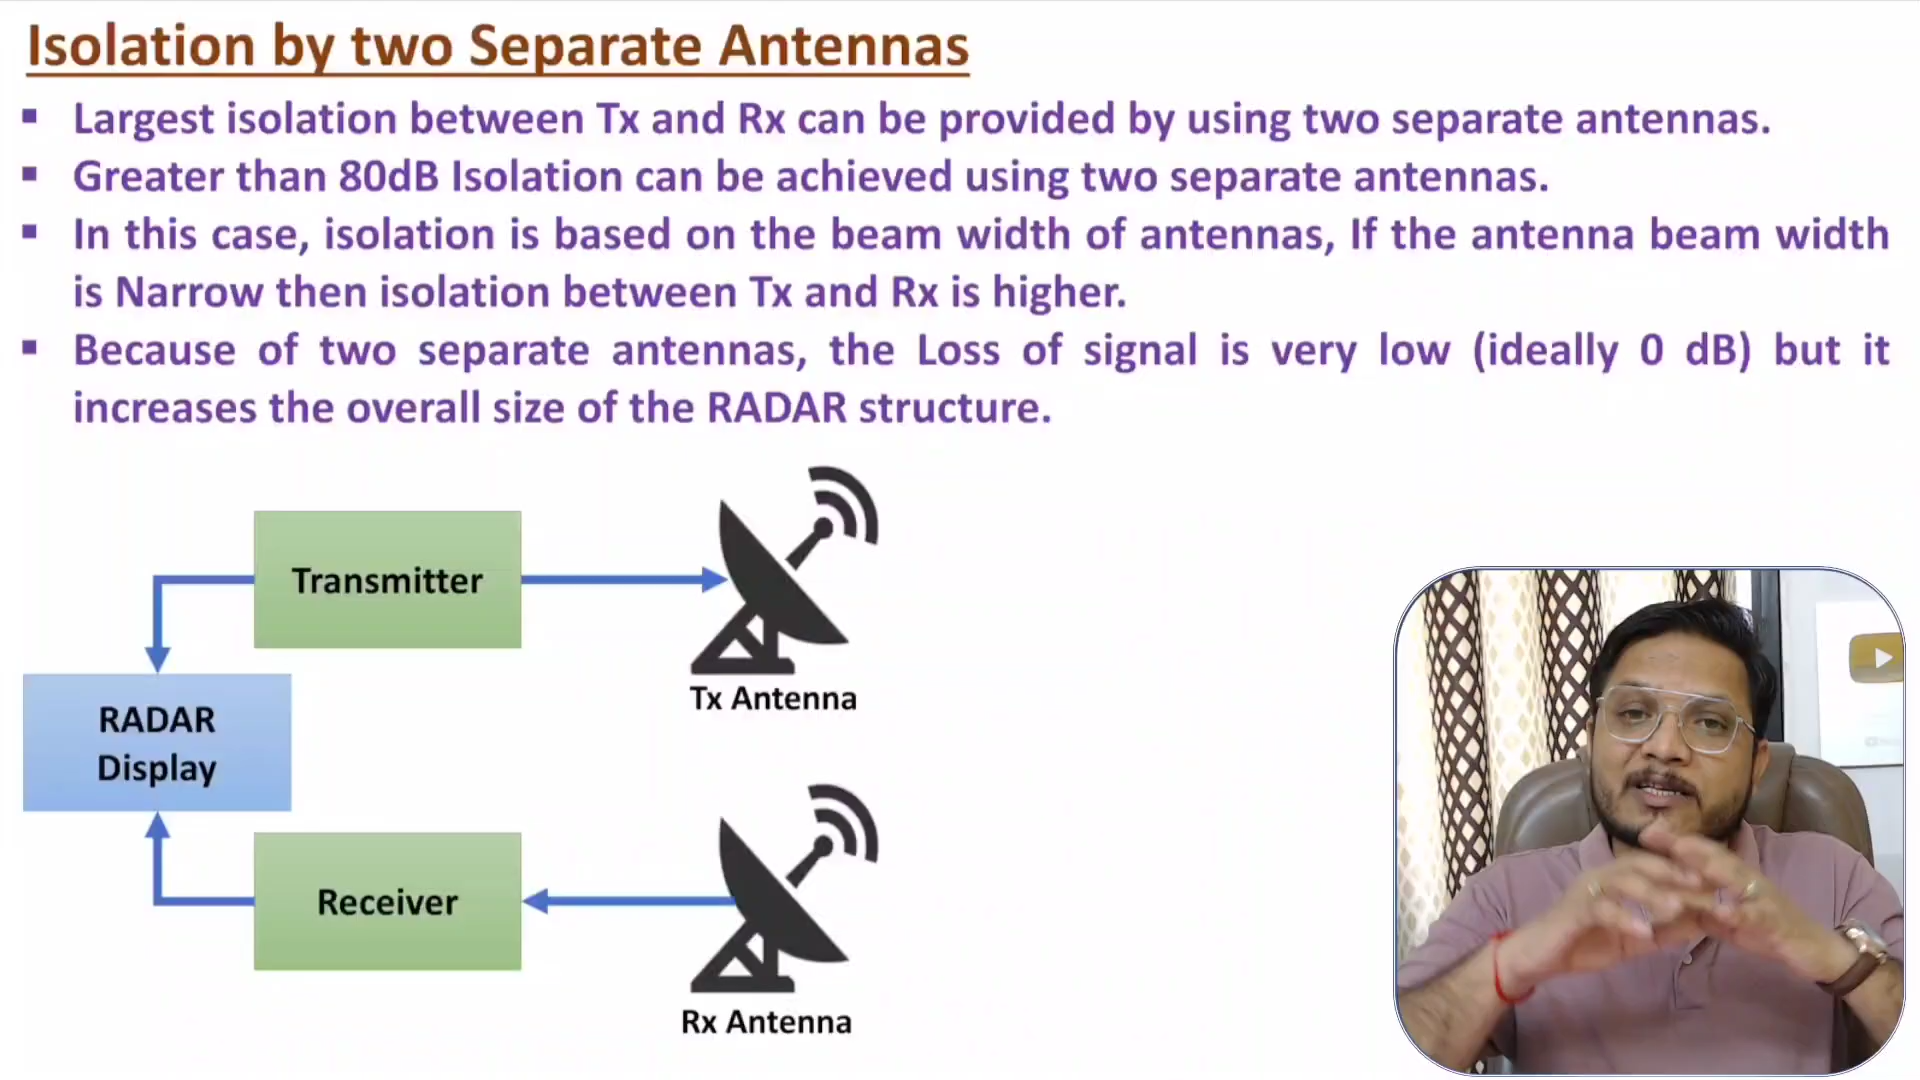 Isolation by two Separate Antennas
▪ Largest isolation between Tx and Rx can be provided by using two separate antennas.
▪ Greater than 80dB Isolation can be achieved using two separate antennas.
▪ In this case, isolation is based on the beam width of antennas, If the antenna beam width
is Narrow then isolation between Tx and Rx is higher.
▪ Because of two separate antennas, the Loss of signal is very low (ideally 0 dB) but it
increases the overall size of the RADAR structure.
Transmitter
Tx Antenna
RADAR
Display
Receiver
Rx Antenna